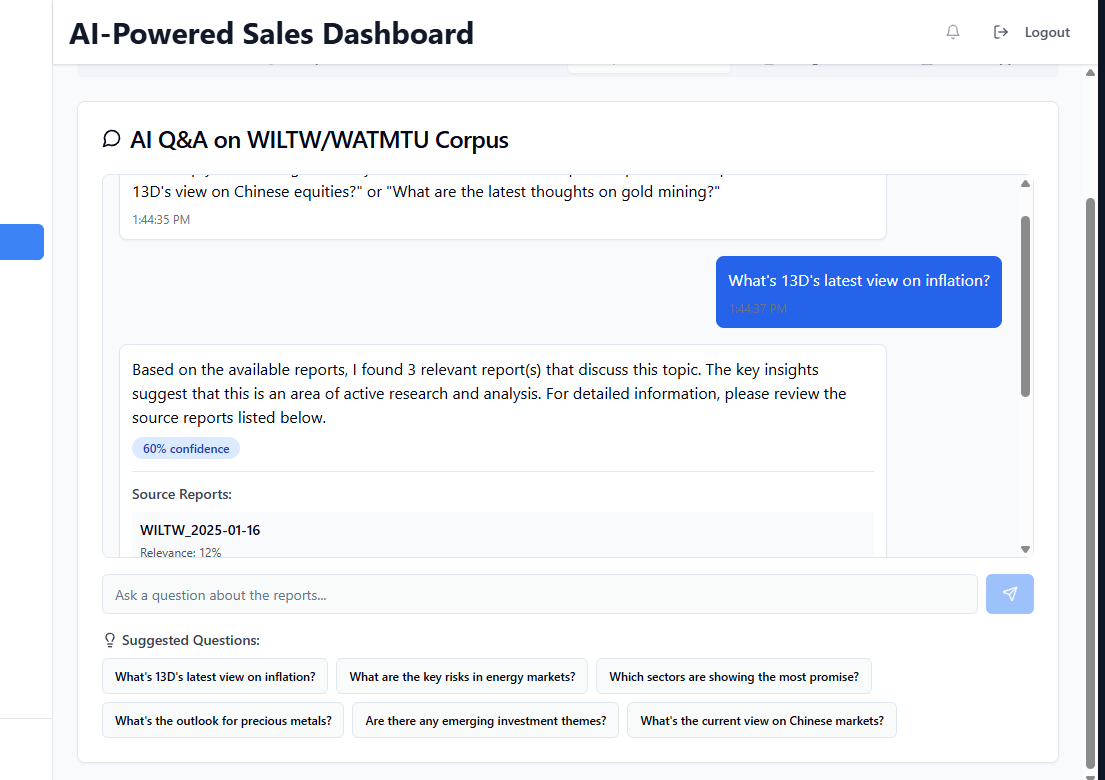 AI-Powered Sales Dashboard
Logout
AI Q&A on WILTW/WATMTU Corpus
13D's view on Chinese equities?" or "What are the latest thoughts on gold mining?"
1:44:35 PM
What's 13D's latest view on inflation?
1:44:37 PM
Based on the available reports, I found 3 relevant report(s) that discuss this topic. The key insights
suggest that this is an area of active research and analysis. For detailed information, please review the
source reports listed below.
60% confidence
Source Reports:
WILTW_2025-01-16
Relevance: 12%
Ask a question about the reports...
Suggested Questions:
What's 13D's latest view on inflation?
What are the key risks in energy markets?
Which sectors are showing the most promise?
What's the outlook for precious metals?
Are there any emerging investment themes?
What's the current view on Chinese markets?